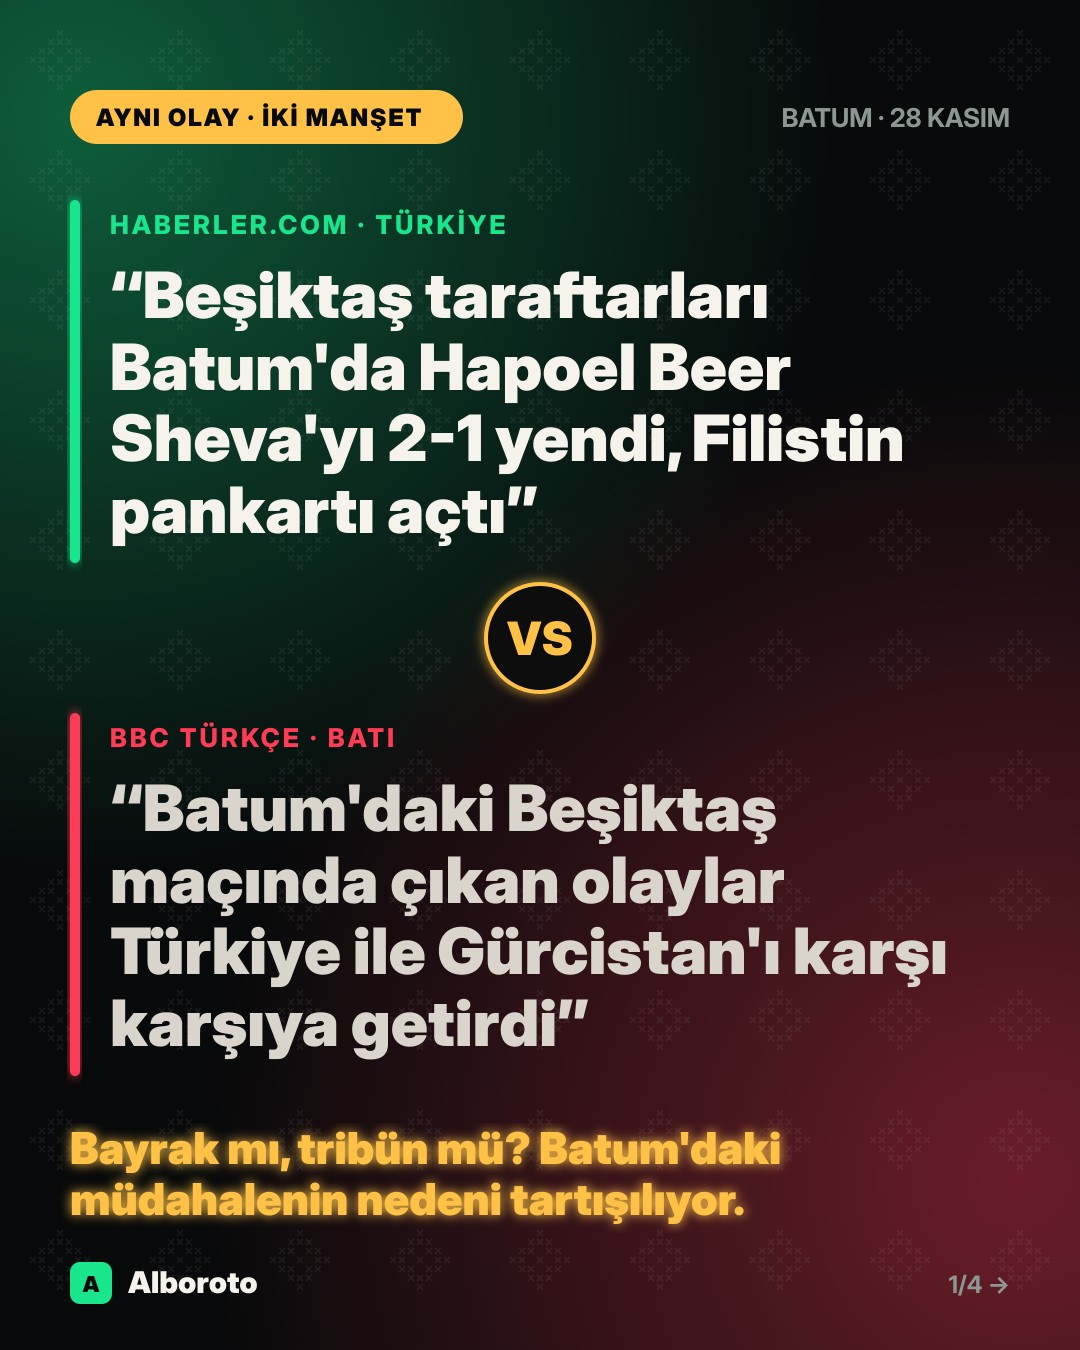 AYNI OLAY · İKİ MANŞET
BATUM · 28 KASIM
HABERLER.COM · TÜRKİYE
“Beşiktaş taraftarları
Batum'da Hapoel Beer
Sheva'yı 2-1 yendi, Filistin
pankartı açtı”
VS
BBC TÜRKÇE · BATI
“Batum'daki Beşiktaş
maçında çıkan olaylar
Türkiye ile Gürcistan'ı karşı
karşıya getirdi”
Bayrak mı, tribün mü? Batum'daki
müdahalenin nedeni tartışılıyor.
A Alboroto
1/4 →